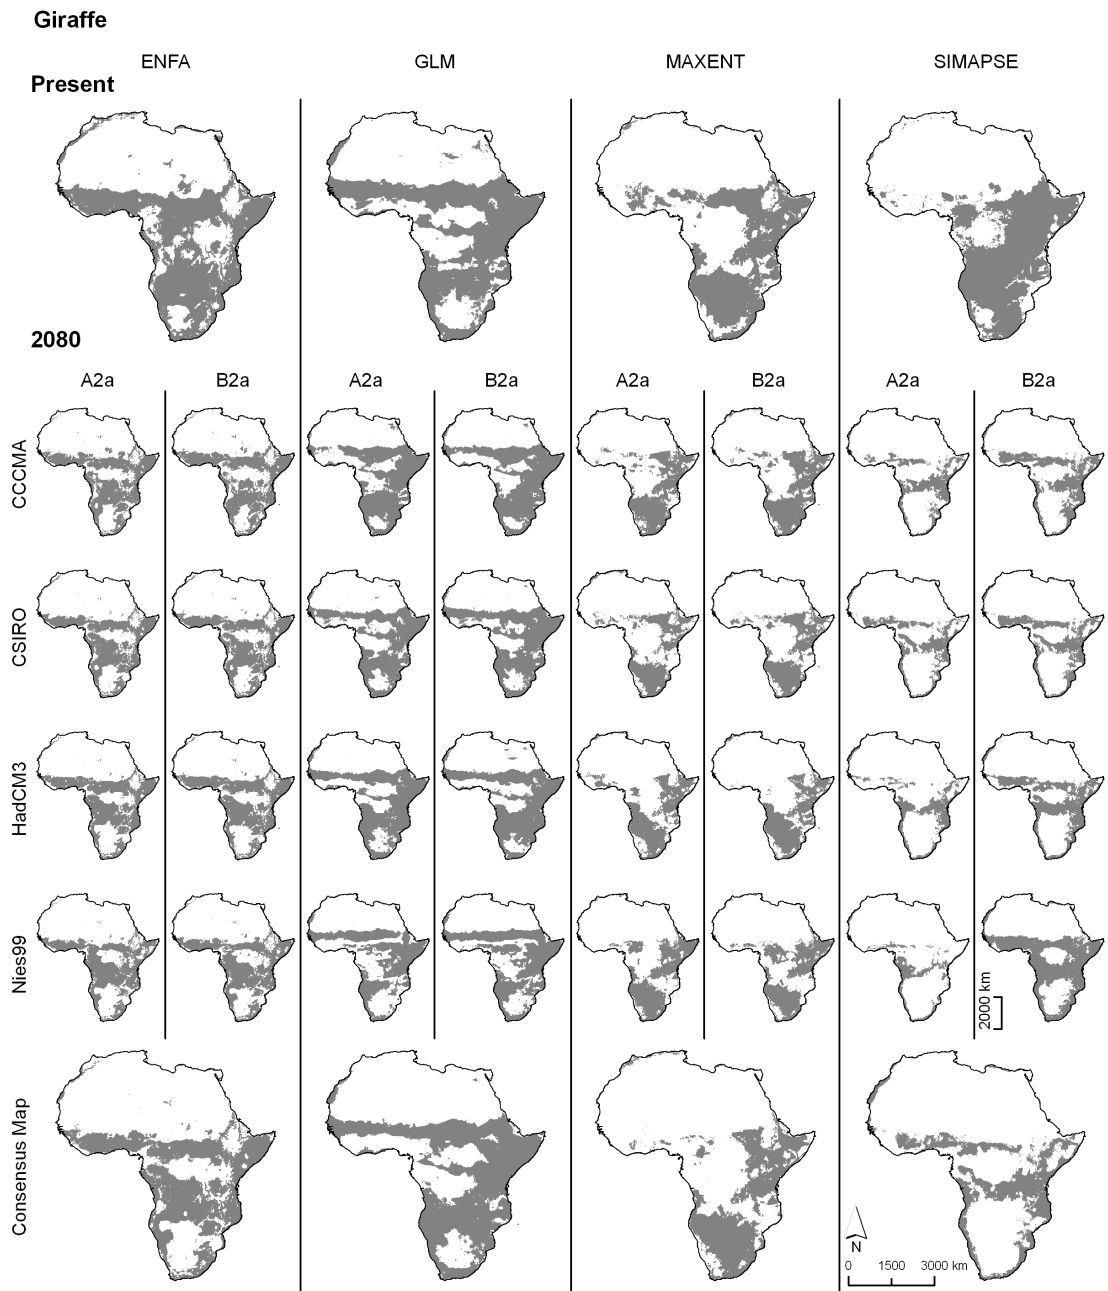 Giraffe
ENFA GLM MAXENT SIMAPSE
Present
2080
A2a B2a A2a B2a A2a B2a A2a B2a
CCCMA
CSIRO
HadCM3
Nies99
2000 km
Consensus Map
N
0 1500 3000 km